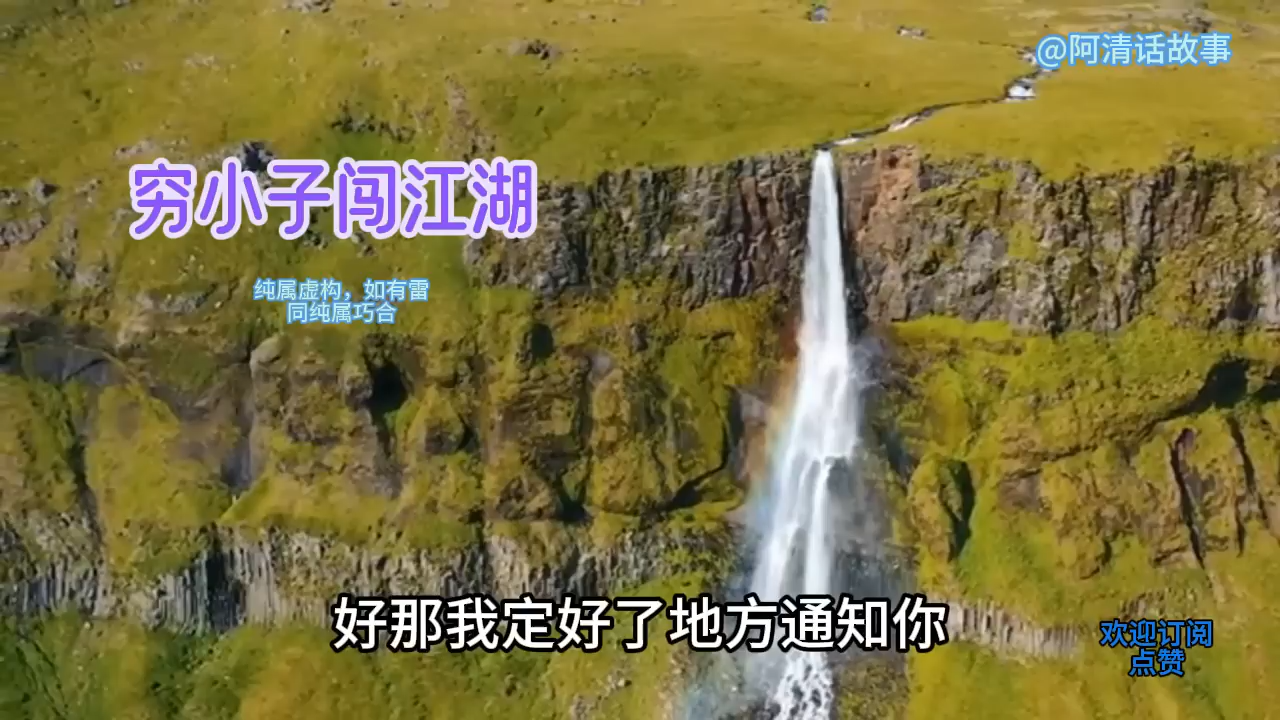 @阿清话故事
穷小子闯江湖
纯属虚构，如有雷
同纯属巧合
好那我定好了地方通知你
欢迎订阅
点赞